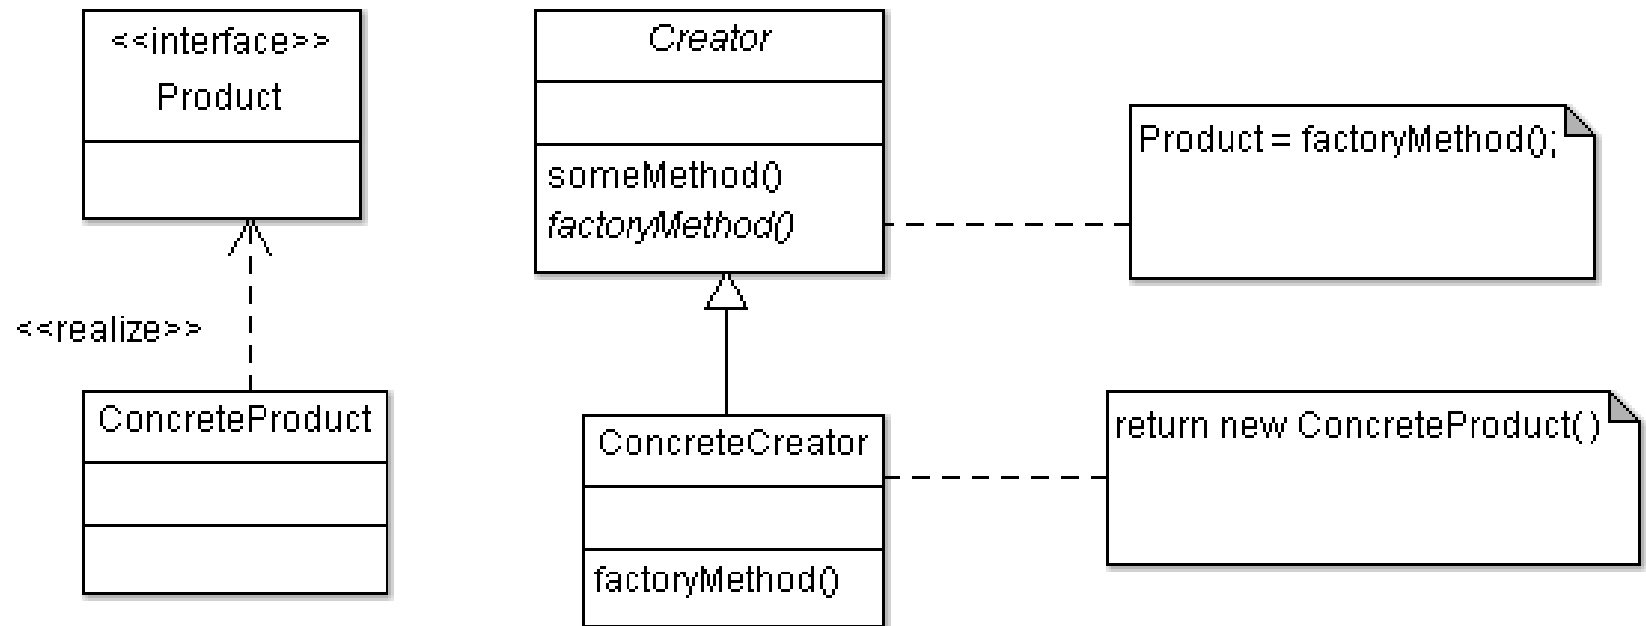 <<interface>>
Product
<<realize>>
ConcreteProduct
Creator
someMethod()
factoryMethod()
ConcreteCreator
factoryMethod()
Product = factoryMethod();
return new ConcreteProduct()